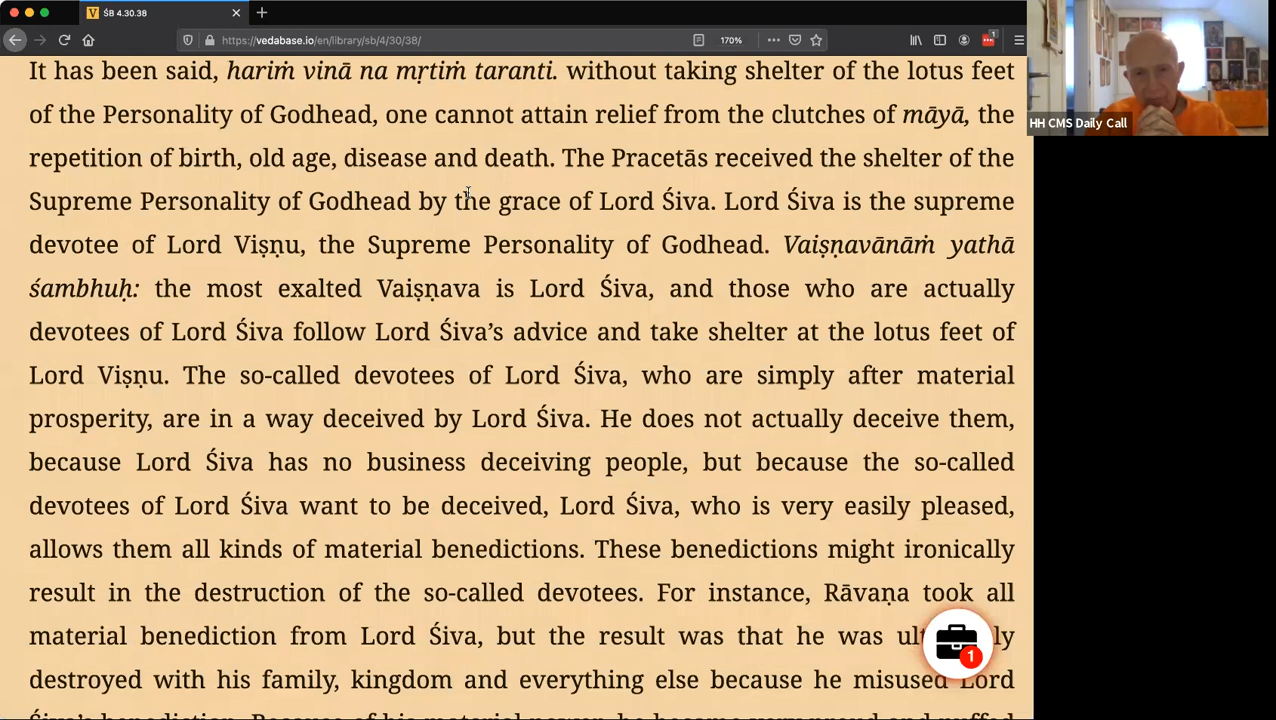 ŚB 4.30.38
https://vedabase.io/en/library/sb/4/30/38/
170%
1
HH CMS Daily Call
It has been said, hariṁ vinā na mṛtiṁ taranti. without taking shelter of the lotus feet
of the Personality of Godhead, one cannot attain relief from the clutches of māyā, the
repetition of birth, old age, disease and death. The Pracetās received the shelter of the
Supreme Personality of Godhead by the grace of Lord Śiva. Lord Śiva is the supreme
devotee of Lord Viṣṇu, the Supreme Personality of Godhead. Vaiṣṇavānāṁ yathā
śambhuḥ: the most exalted Vaiṣṇava is Lord Śiva, and those who are actually
devotees of Lord Śiva follow Lord Śiva’s advice and take shelter at the lotus feet of
Lord Viṣṇu. The so-called devotees of Lord Śiva, who are simply after material
prosperity, are in a way deceived by Lord Śiva. He does not actually deceive them,
because Lord Śiva has no business deceiving people, but because the so-called
devotees of Lord Śiva want to be deceived, Lord Śiva, who is very easily pleased,
allows them all kinds of material benedictions. These benedictions might ironically
result in the destruction of the so-called devotees. For instance, Rāvaṇa took all
material benediction from Lord Śiva, but the result was that he was
destroyed with his family, kingdom and everything else because he misused Lord
1